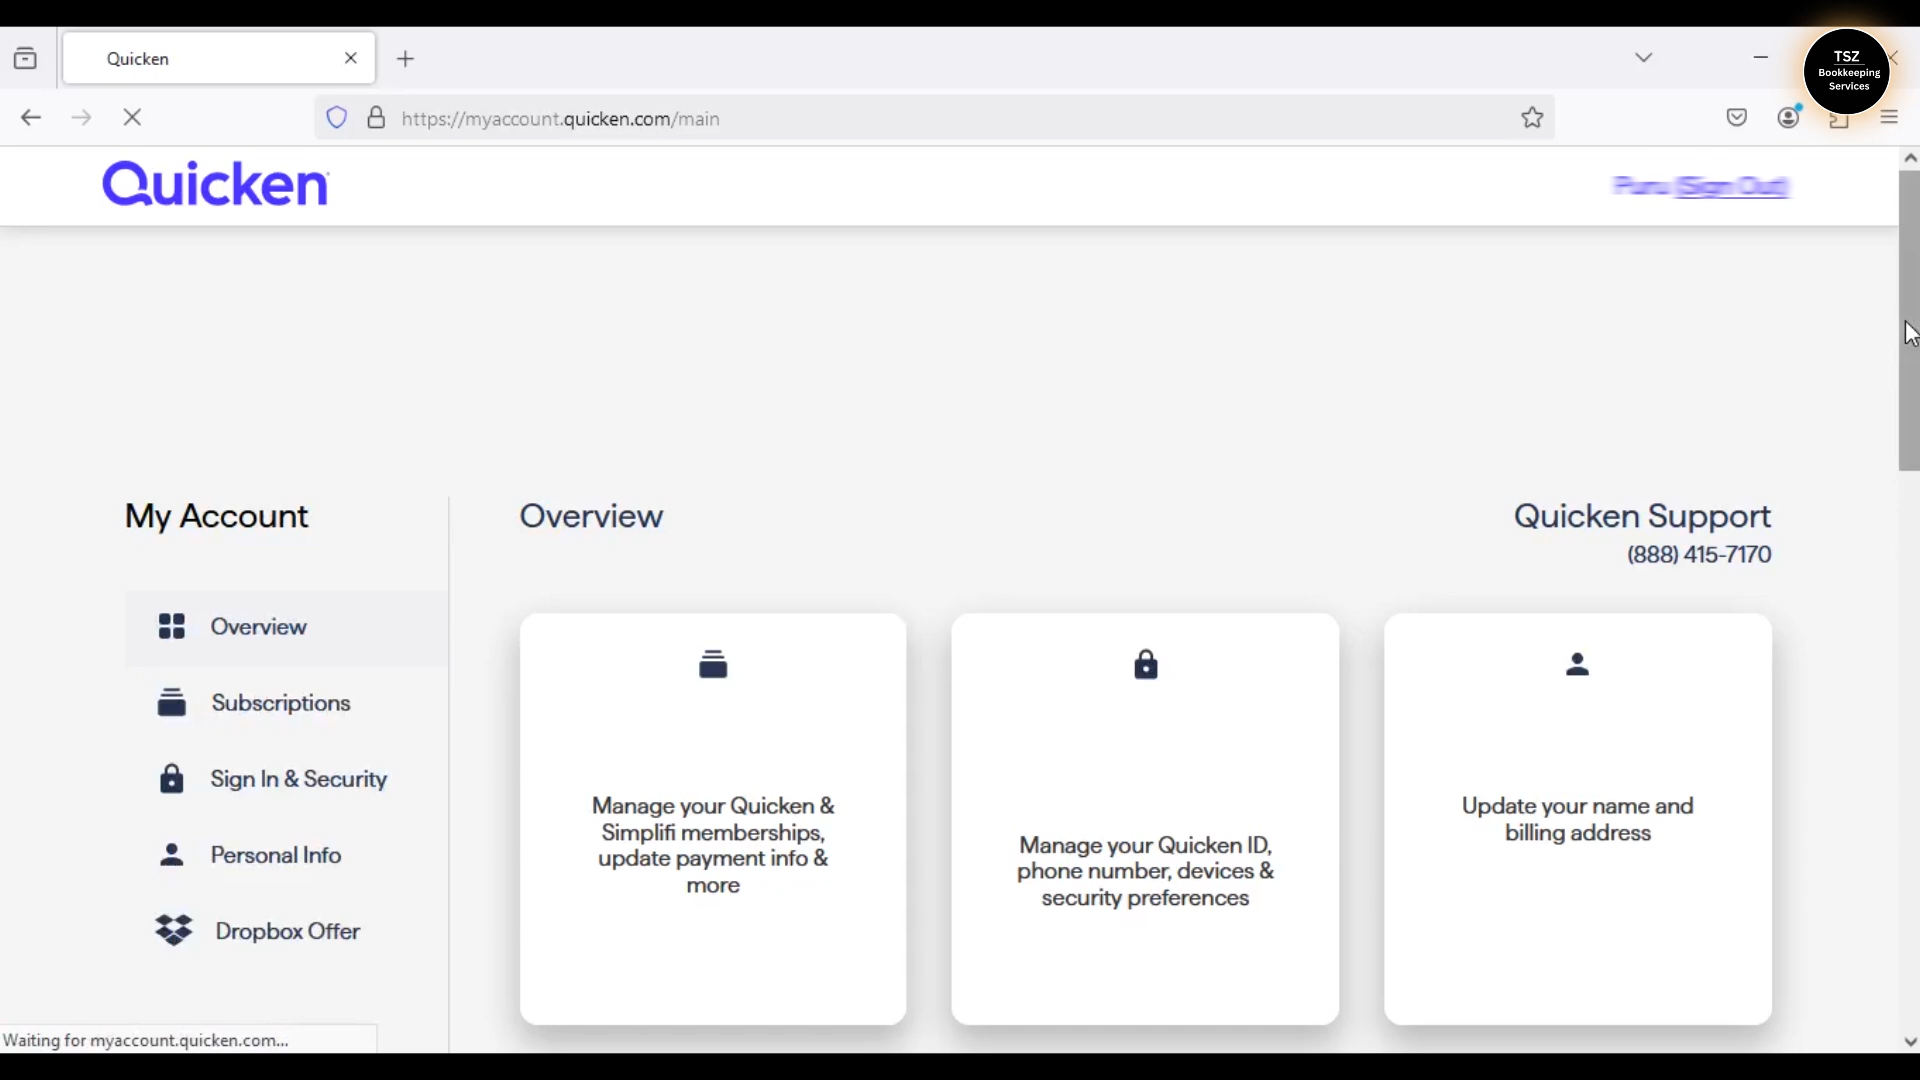 Quicken
TSZ
Bookkeeping
Services
https://myaccount.quicken.com/main
Quicken
(Sign Out)
My Account
Overview
Quicken Support
(888) 415-7170
Overview
Subscriptions
Sign In & Security
Personal Info
Dropbox Offer
Manage your Quicken &
Simplifi memberships,
update payment info &
more
Manage your Quicken ID,
phone number, devices &
security preferences
Update your name and
billing address
Waiting for myaccount.quicken.com...